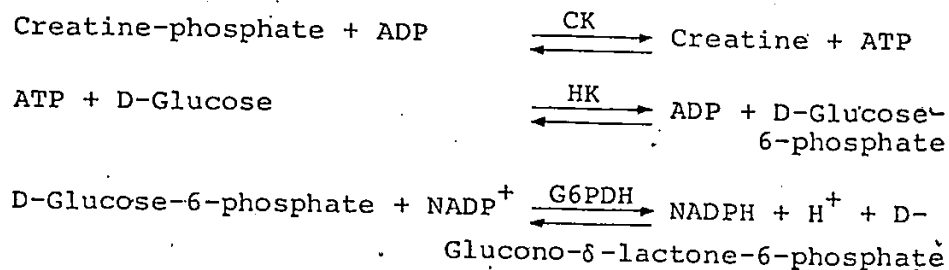 Creatine-phosphate + ADP CK Creatine + ATP
ATP + D-Glucose HK ADP + D-Glucose-
6-phosphate
D-Glucose-6-phosphate + NADP+ G6PDH NADPH + H+ + D-
Glucono-δ-lactone-6-phosphate